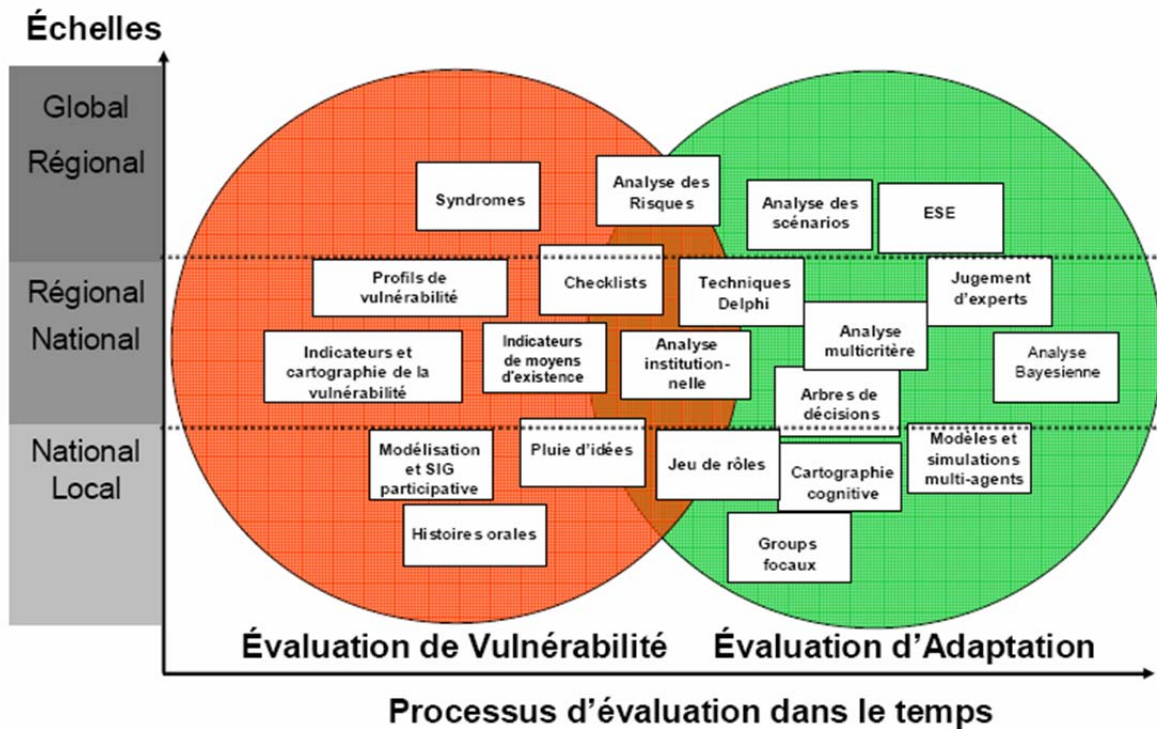 Échelles
Global
Régional
Syndromes
Analyse des
Risques
Analyse des
scénarios
ESE
Régional
National
Profils de
vulnérabilité
Checklists
Techniques
Delphi
Jugement
d'experts
Indicateurs et
cartographie de la
vulnérabilité
Indicateurs
de moyens
d'existence
Analyse
institution-
nelle
Analyse
multicritère
Analyse
Bayesienne
Arbres de
décisions
National
Local
Modélisation
et SIG
participative
Pluie d'idées
Jeu de rôles
Cartographie
cognitive
Modèles et
simulations
multi-agents
Histoires orales
Groups
focaux
Évaluation de Vulnérabilité
Évaluation d'Adaptation
Processus d'évaluation dans le temps